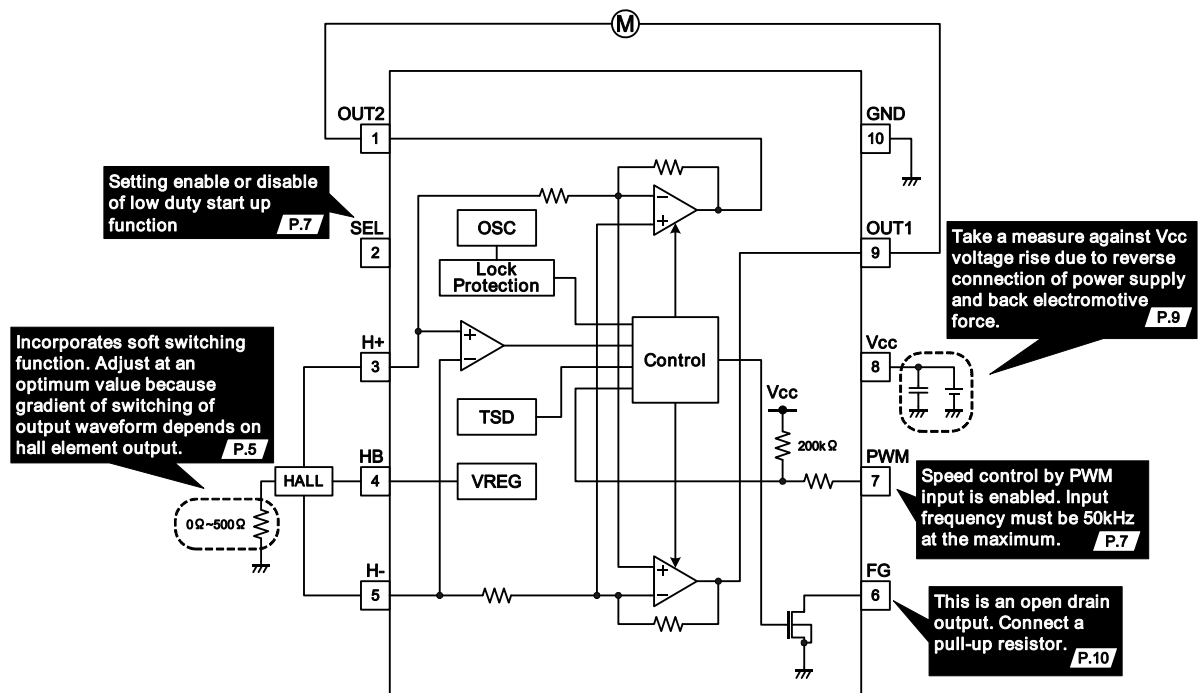 M
OUT2
1
GND
10
Setting enable or disable
of low duty start up
function
P.7
SEL
2
OSC
Lock
Protection
OUT1
9
Take a measure against Vcc
voltage rise due to reverse
connection of power supply
and back electromotive
force.
P.9
Incorporates soft switching
function. Adjust at an
optimum value because
gradient of switching of
output waveform depends on
hall element output.
P.5
H+
3
Control
Vcc
8
TSD
Vcc
200kΩ
HB
4
VREG
HALL
0Ω~500Ω
PWM
7
Speed control by PWM
input is enabled. Input
frequency must be 50kHz
at the maximum.
P.7
H-
5
FG
6
This is an open drain
output. Connect a
pull-up resistor.
P.10